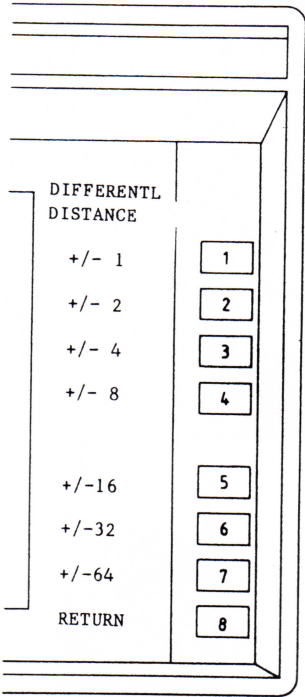 DIFFERENTL
DISTANCE
+/- 1 1
+/- 2 2
+/- 4 3
+/- 8 4
+/-16 5
+/-32 6
+/-64 7
RETURN 8